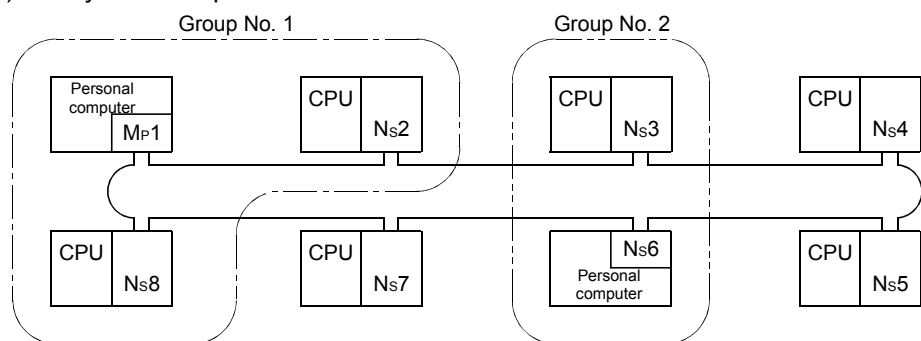 Group No. 1
Group No. 2
Personal
computer
MP1
CPU
NS2
CPU
NS3
CPU
NS4
CPU
NS8
CPU
NS7
NS6
Personal
computer
CPU
NS5